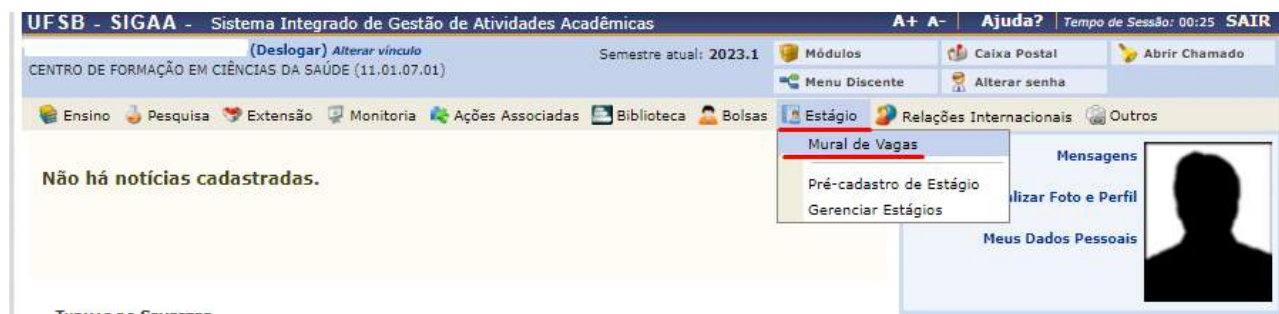 UFSB - SIGAA - Sistema Integrado de Gestão de Atividades Acadêmicas A+ A- Ajuda? Tempo de Sessão: 00:25 SAIR
(Deslogar) Alterar vínculo Semestre atual: 2023.1 Módulos Caixa Postal Abrir Chamado
CENTRO DE FORMAÇÃO EM CIÊNCIAS DA SAÚDE (11.01.07.01)
Menu Discente Alterar senha
Ensino Pesquisa Extensão Monitoria Ações Associadas Biblioteca Bolsas Estágio Relações Internacionais Outros
Mural de Vagas
Mensagens
Não há notícias cadastradas.
Pré-cadastro de Estágio
Foto e Perfil
Gerenciar Estágios
Meus Dados Pessoais